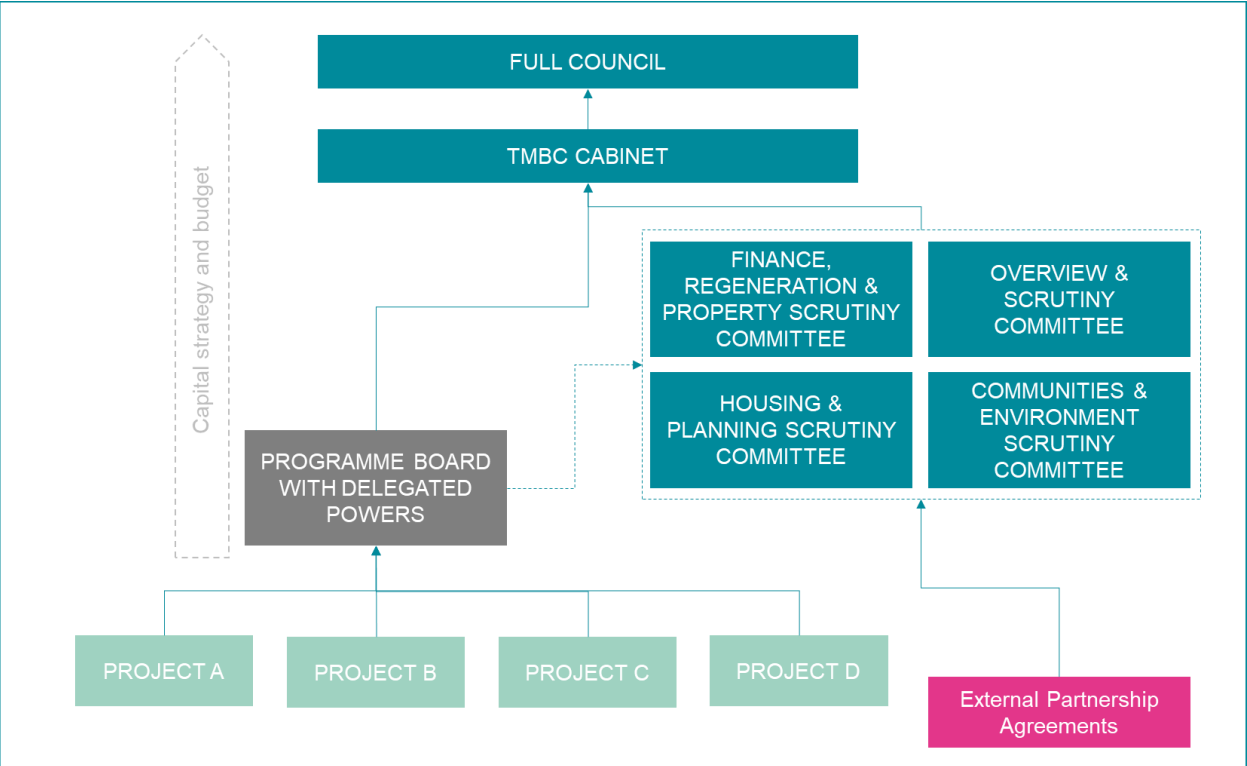 FULL COUNCIL
TMBC CABINET
Capital strategy and budget
FINANCE,
REGENERATION &
PROPERTY SCRUTINY
COMMITTEE
OVERVIEW &
SCRUTINY
COMMITTEE
HOUSING &
PLANNING SCRUTINY
COMMITTEE
COMMUNITIES &
ENVIRONMENT
SCRUTINY
COMMITTEE
PROGRAMME BOARD
WITH DELEGATED
POWERS
PROJECT A
PROJECT B
PROJECT C
PROJECT D
External Partnership
Agreements